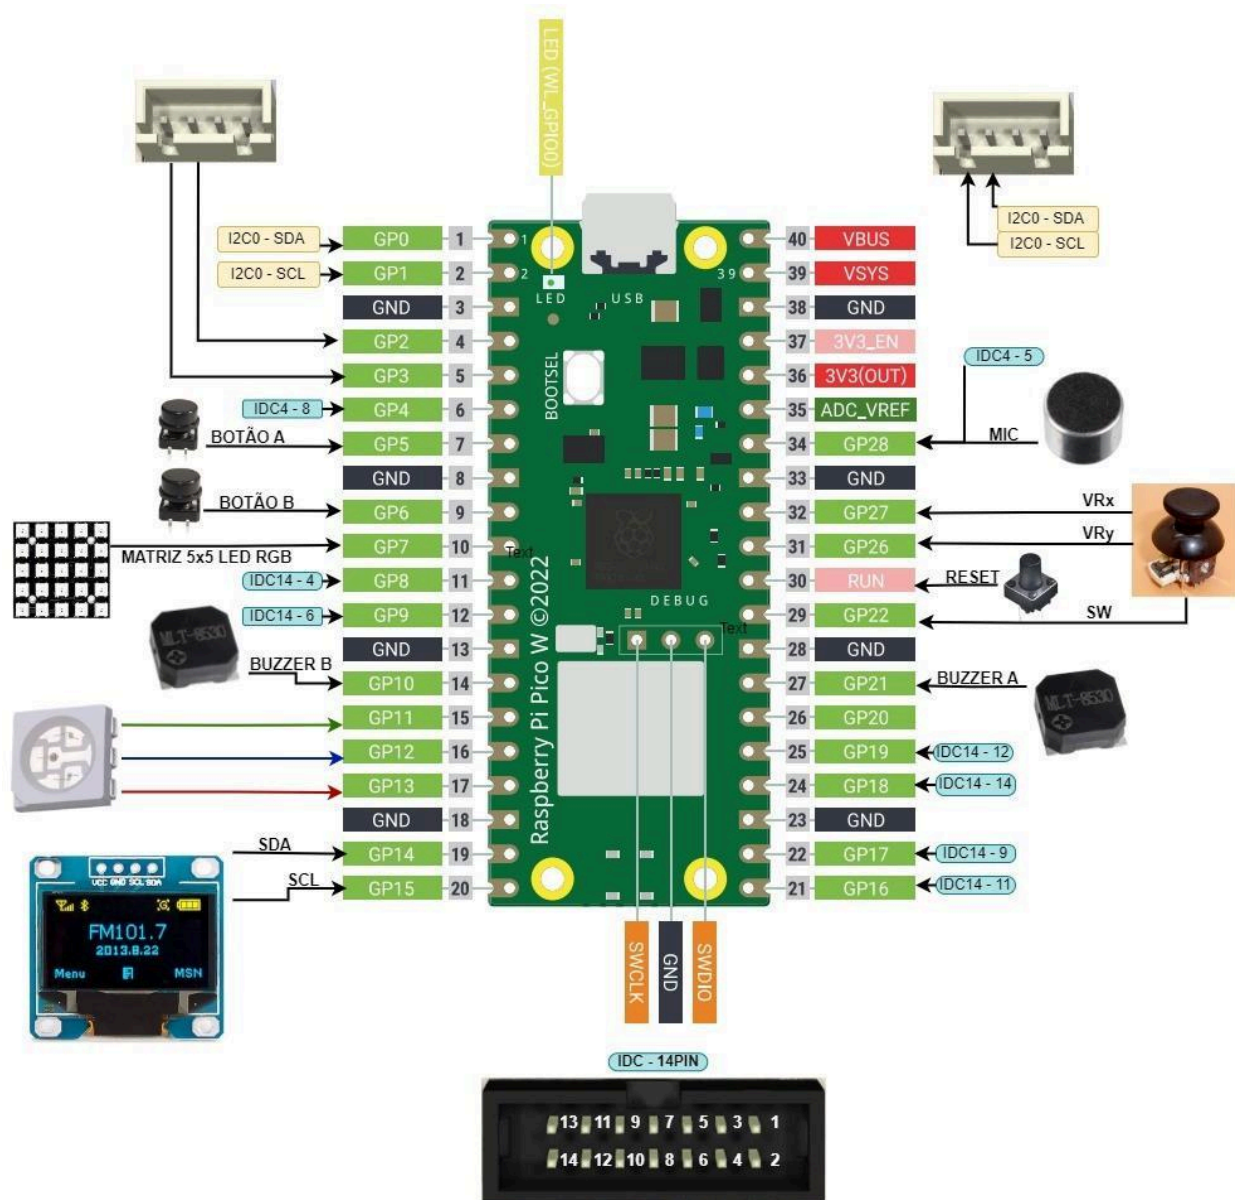 LED (WL_GPIO0)
I2C0 - SDA
I2C0 - SCL
I2C0 - SDA
GP0 1
I2C0 - SCL
GP1 2
GND 3
GP2 4
GP3 5
IDC4 - 8
GP4 6
BOTÃO A
GP5 7
GND 8
BOTÃO B
GP6 9
MATRIZ 5x5 LED RGB
GP7 10
IDC14 - 4
GP8 11
IDC14 - 6
GP9 12
GND 13
MLT-8530
BUZZER B
GP10 14
GP11 15
GP12 16
GP13 17
GND 18
SDA
GP14 19
SCL
GP15 20
1
2
39
LED
USB
BOOTSEL
Text
DEBUG
Text
Raspberry Pi Pico W ©2022
40 VBUS
39 VSYS
38 GND
37 3V3_EN
36 3V3(OUT)
IDC4 - 5
35 ADC_VREF
34 GP28
MIC
33 GND
32 GP27
VRx
31 GP26
VRy
30 RUN
RESET
29 GP22
SW
28 GND
27 GP21
BUZZER A
MLT-8530
26 GP20
25 GP19
IDC14 - 12
24 GP18
IDC14 - 14
23 GND
22 GP17
IDC14 - 9
21 GP16
IDC14 - 11
VCC GND SCL SDA
FM101.7
2013.8.22
Menu
MSN
SWCLK
GND
SWDIO
IDC - 14PIN
13 11 9 7 5 3 1
14 12 10 8 6 4 2